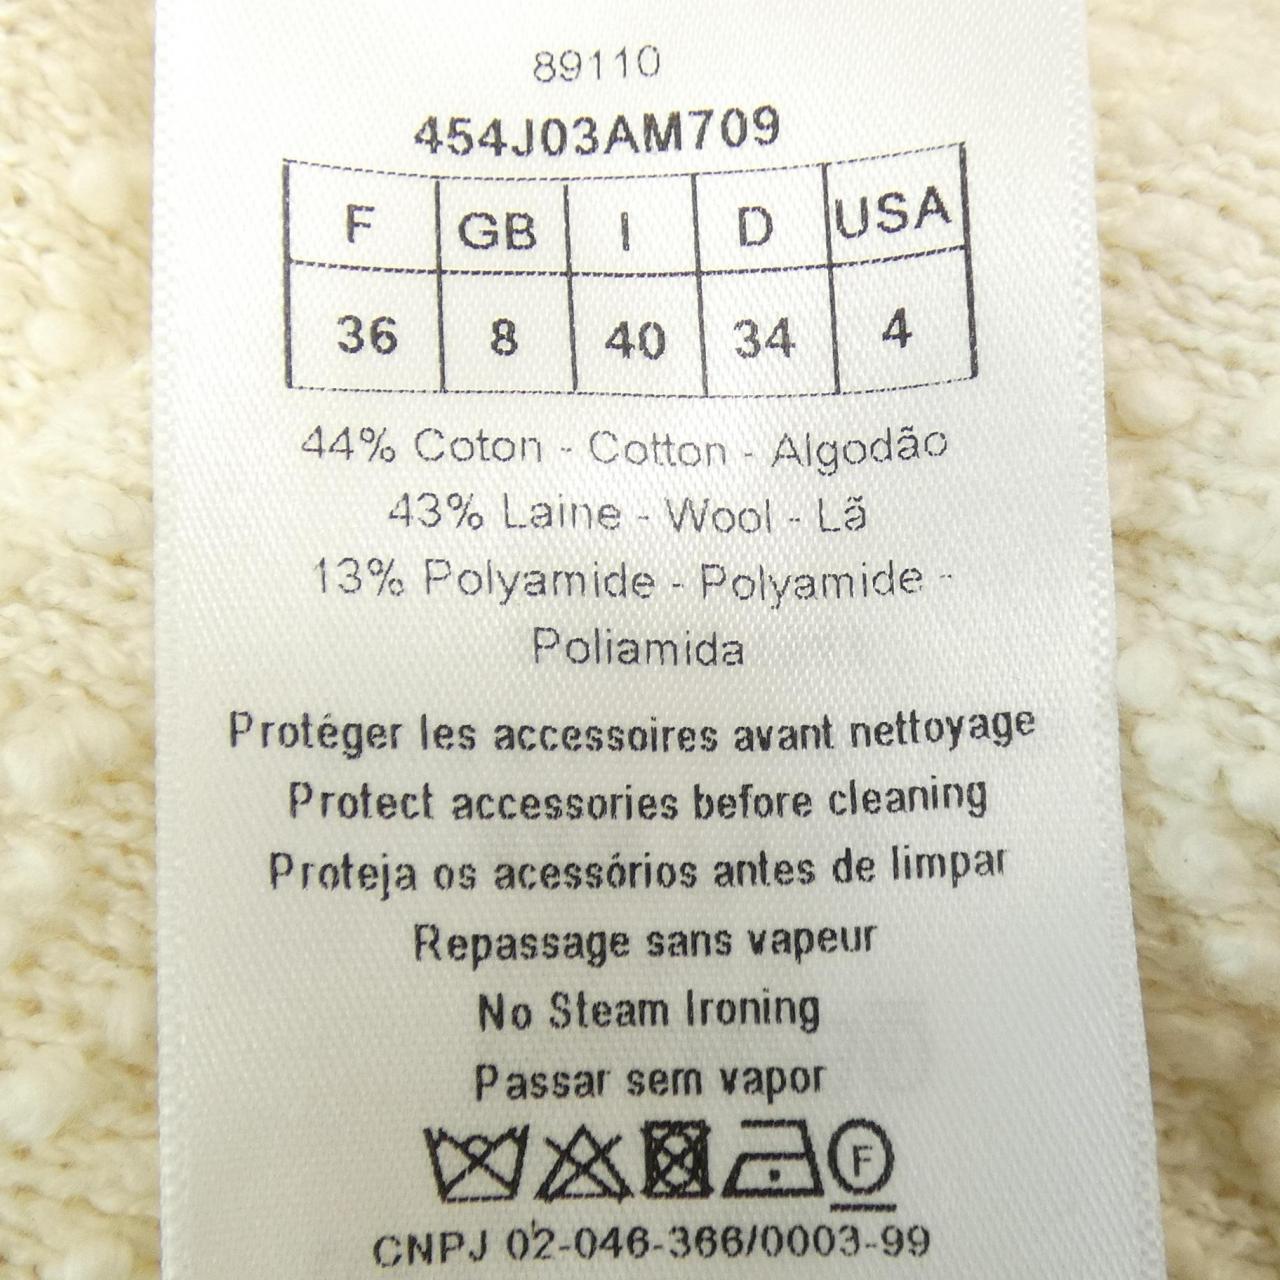 89110
454J03AM709
F GB I D USA
36 8 40 34 4
44% Coton - Cotton - Algodão
43% Laine - Wool - Lã
13% Polyamide - Polyamide -
Poliamida
Protéger les accessoires avant nettoyage
Protect accessories before cleaning
Proteja os acessórios antes de limpar
Repassage sans vapeur
No Steam Ironing
Passar sem vapor
F
CNPJ 02-046-366/0003-99